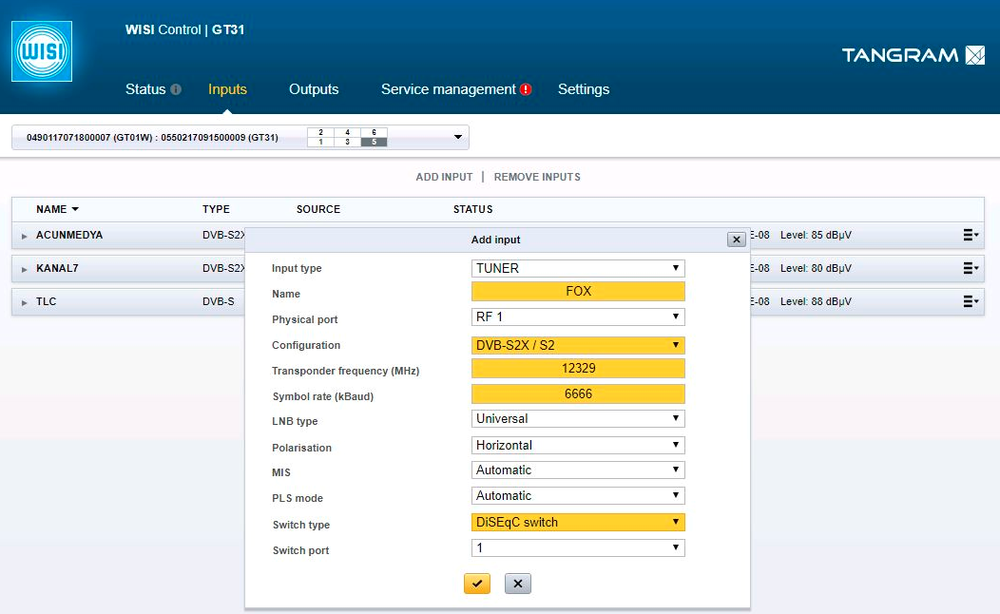 WISI
WISI Control | GT31
TANGRAM
Status Inputs Outputs Service management Settings
0490117071800007 (GT01W) : 0550217091500009 (GT31) 2 4 6
1 3 5
ADD INPUT | REMOVE INPUTS
NAME TYPE SOURCE STATUS
ACUNMEDYA DVB-S2X E-08 Level: 85 dBµV
KANAL7 DVB-S2X E-08 Level: 80 dBµV
TLC DVB-S E-08 Level: 88 dBµV
Add input
Input type TUNER
Name FOX
Physical port RF 1
Configuration DVB-S2X / S2
Transponder frequency (MHz) 12329
Symbol rate (kBaud) 6666
LNB type Universal
Polarisation Horizontal
MIS Automatic
PLS mode Automatic
Switch type DiSEqC switch
Switch port 1